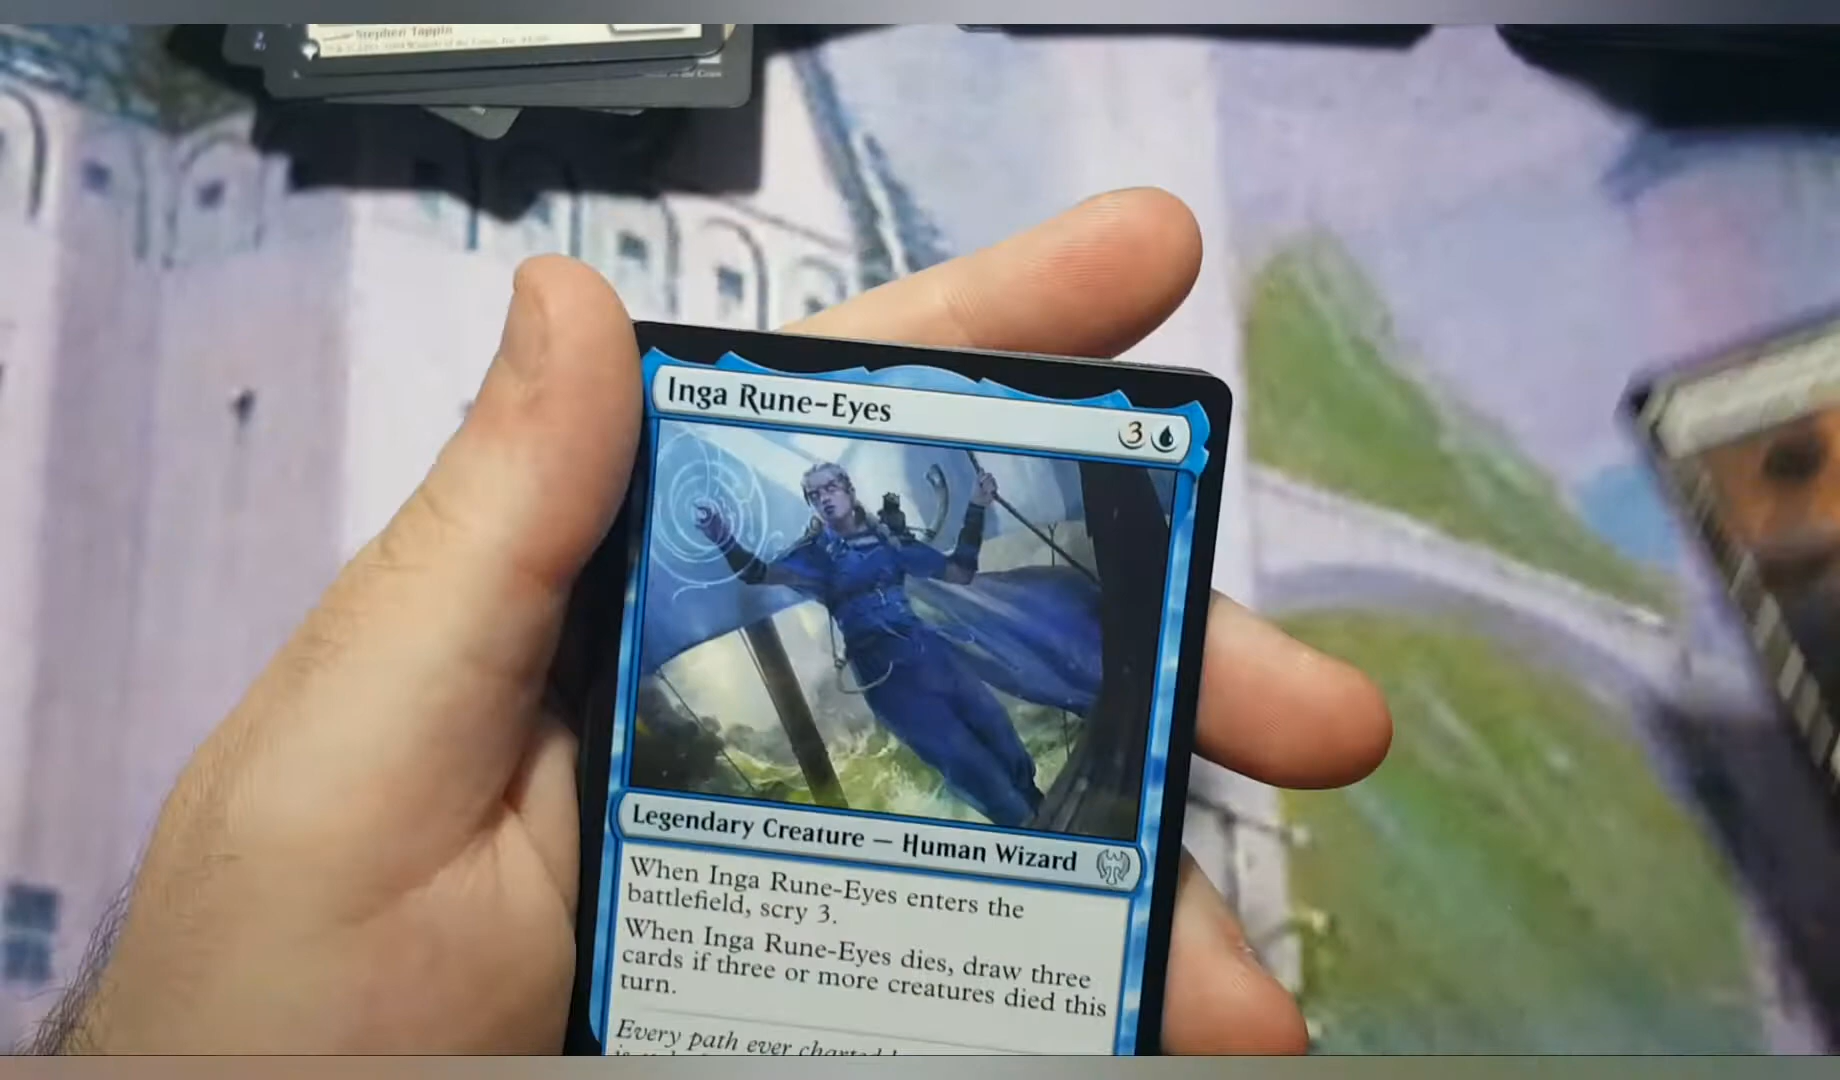 Stephen Tappin
Inga Rune-Eyes
3
Legendary Creature — Human Wizard
When Inga Rune-Eyes enters the
battlefield, scry 3.
When Inga Rune-Eyes dies, draw three
cards if three or more creatures died this
turn.
Every path ever charted